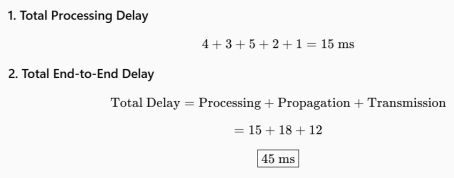 1. Total Processing Delay
4 + 3 + 5 + 2 + 1 = 15 ms
2. Total End-to-End Delay
Total Delay = Processing + Propagation + Transmission
= 15 + 18 + 12
45 ms